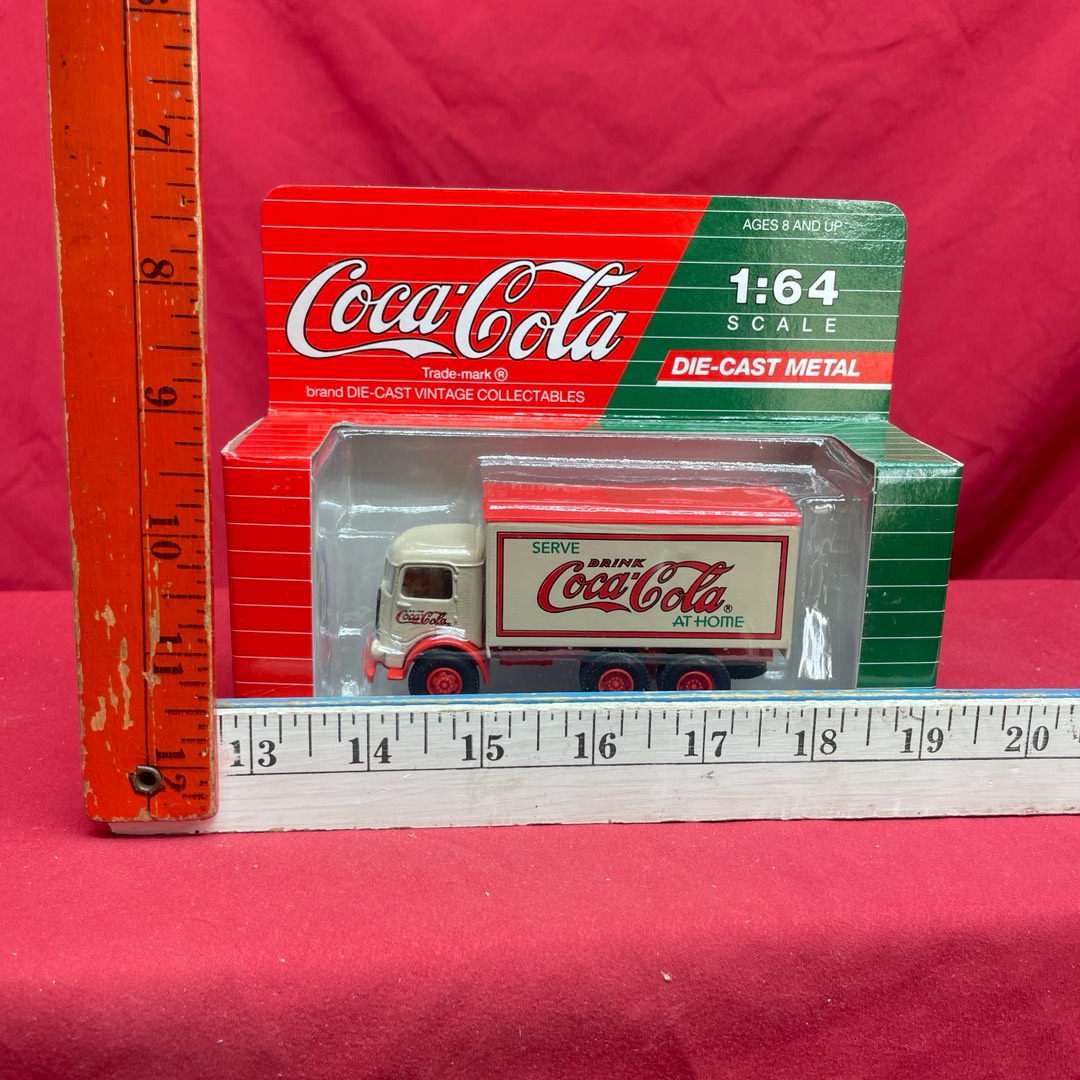 7
8
9
10
11
12
AGES 8 AND UP
1:64
SCALE
Coca-Cola
DIE-CAST METAL
Trade-mark ®
brand DIE-CAST VINTAGE COLLECTABLES
SERVE
DRINK
Coca-Cola ®
AT HOME
Coca-Cola
13 14 15 16 17 18 19 20